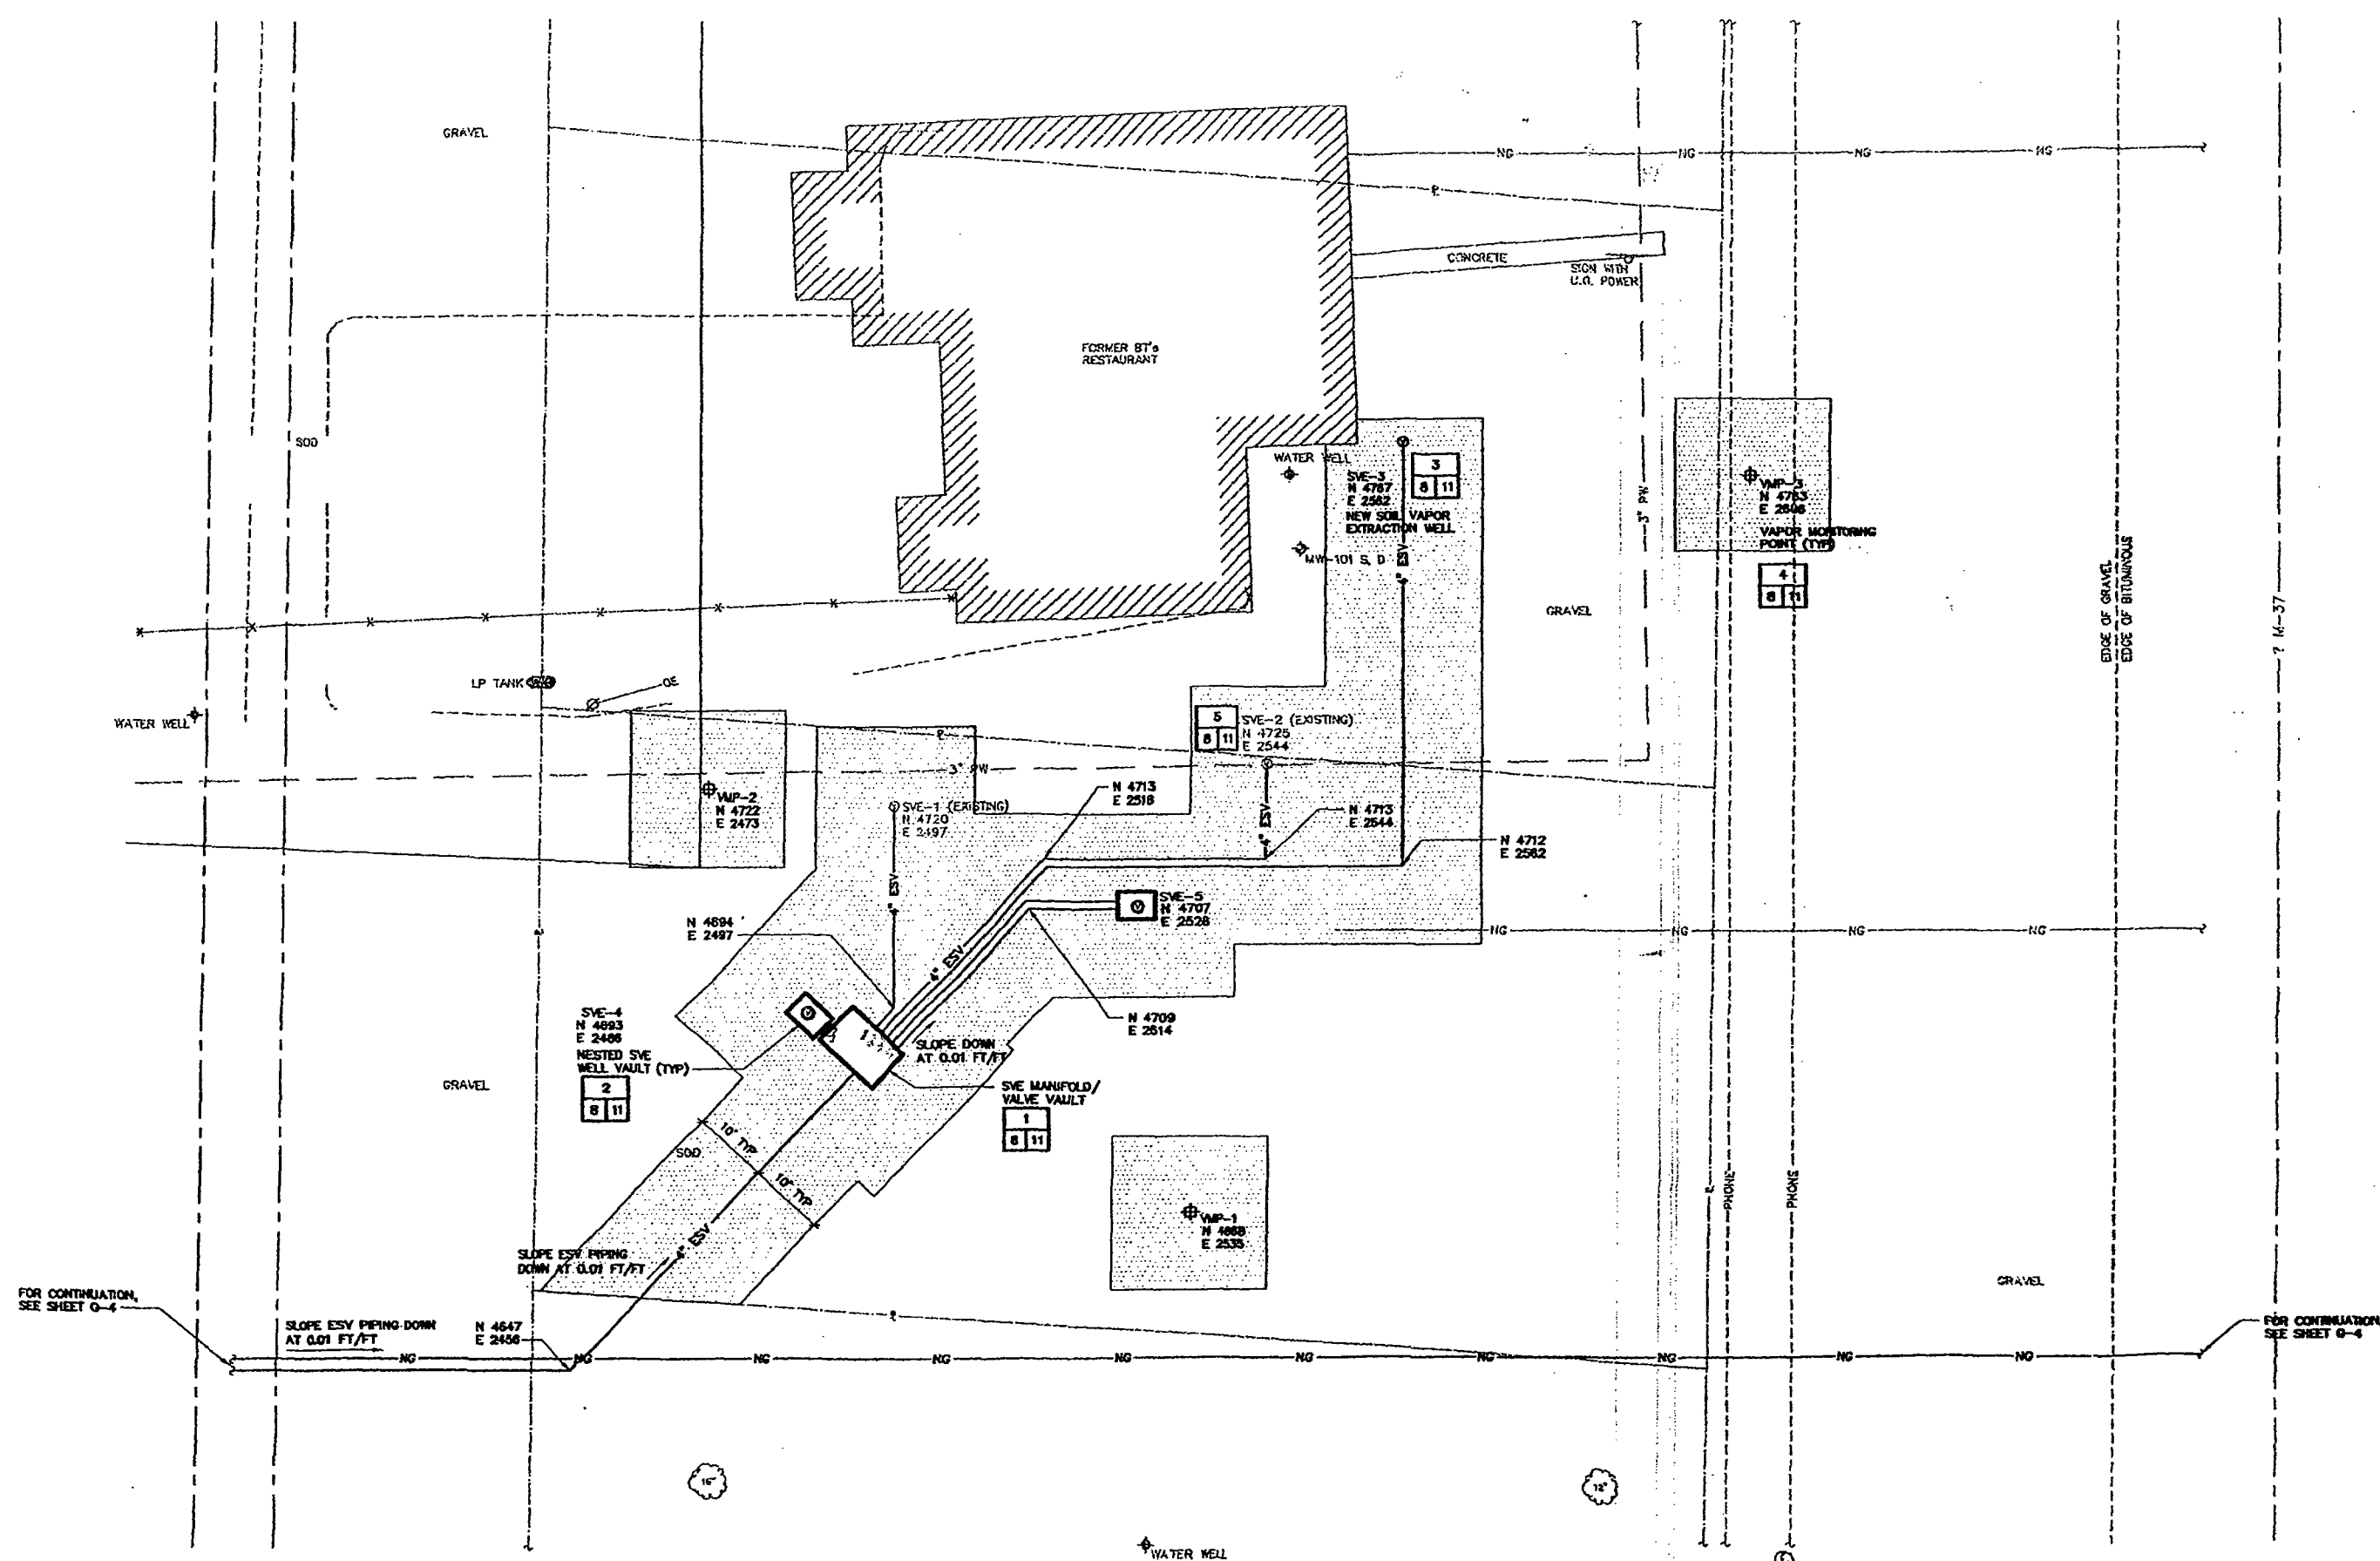 GRAVEL
NG NG NG NG
CONCRETE
SIGN WITH
U.G. POWER
FORMER BT's
RESTAURANT
SOD
WATER WELL
SVE-3
N 4767
E 2562
NEW SOIL VAPOR
EXTRACTION WELL
3
8 11
3" PW
VMP-3
N 4763
VAPOR MONITORING
POINT (TYP)
4
8 11
MW-101 S, D
4" ESV
GRAVEL
EDGE OF GRAVEL
EDGE OF BITUMINOUS
M-37
LP TANK
OE
WATER WELL
5
8 11
SVE-2 (EXISTING)
N 4725
E 2544
3" PW
VMP-2
N 4722
E 2473
SVE-1 (EXISTING)
N 4720
E 2497
N 4713
E 2518
4" ESV
N 4713
E 2544
N 4712
E 2562
4" ESV
SVE-5
N 4707
E 2528
N 4694
E 2497
NG NG NG NG
4" ESV
SVE-4
N 4693
E 2486
NESTED SVE
WELL VAULT (TYP)
2
8 11
N 4709
E 2514
SLOPE DOWN
AT 0.01 FT/FT
GRAVEL
SVE MANIFOLD/
VALVE VAULT
1
8 11
10' TYP
SOD
10' TYP
PHONE
PHONE
VMP-1
E 2535
4" ESV
SLOPE ESV PIPING
DOWN AT 0.01 FT/FT
GRAVEL
FOR CONTINUATION,
SEE SHEET G-4
SLOPE ESV PIPING DOWN
AT 0.01 FT/FT
N 4647
E 2456
FOR CONTINUATION
SEE SHEET G-4
NG NG NG NG NG NG NG NG NG NG
12"
WATER WELL